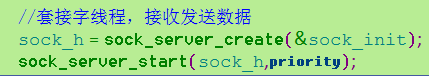 //套接字线程，接收发送数据
sock_h = sock_server_create(&sock_init);
sock_server_start(sock_h,priority);